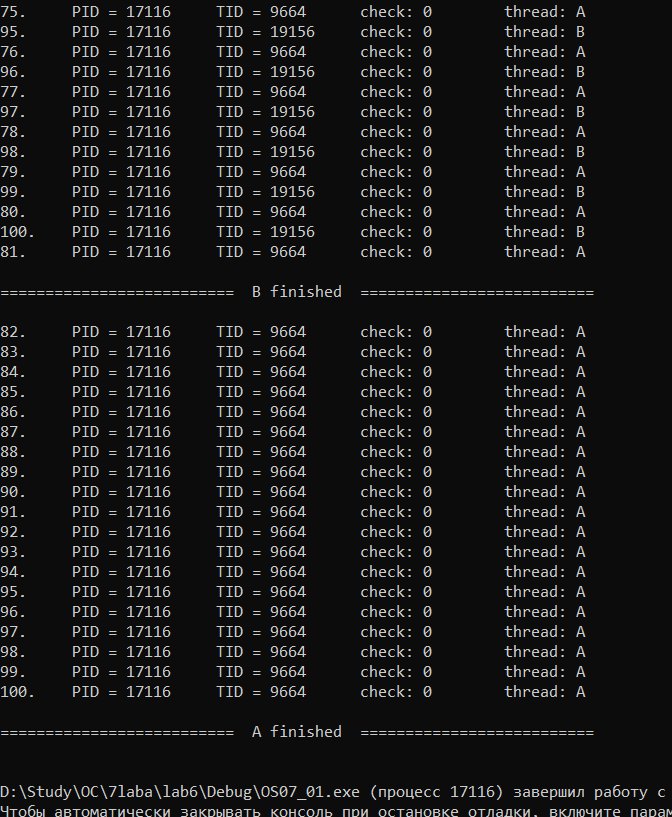 75.     PID = 17116     TID = 9664      check: 0        thread: A
95.     PID = 17116     TID = 19156     check: 0        thread: B
76.     PID = 17116     TID = 9664      check: 0        thread: A
96.     PID = 17116     TID = 19156     check: 0        thread: B
77.     PID = 17116     TID = 9664      check: 0        thread: A
97.     PID = 17116     TID = 19156     check: 0        thread: B
78.     PID = 17116     TID = 9664      check: 0        thread: A
98.     PID = 17116     TID = 19156     check: 0        thread: B
79.     PID = 17116     TID = 9664      check: 0        thread: A
99.     PID = 17116     TID = 19156     check: 0        thread: B
80.     PID = 17116     TID = 9664      check: 0        thread: A
100.    PID = 17116     TID = 19156     check: 0        thread: B
81.     PID = 17116     TID = 9664      check: 0        thread: A
==========================  B finished  ==========================
82.     PID = 17116     TID = 9664      check: 0        thread: A
83.     PID = 17116     TID = 9664      check: 0        thread: A
84.     PID = 17116     TID = 9664      check: 0        thread: A
85.     PID = 17116     TID = 9664      check: 0        thread: A
86.     PID = 17116     TID = 9664      check: 0        thread: A
87.     PID = 17116     TID = 9664      check: 0        thread: A
88.     PID = 17116     TID = 9664      check: 0        thread: A
89.     PID = 17116     TID = 9664      check: 0        thread: A
90.     PID = 17116     TID = 9664      check: 0        thread: A
91.     PID = 17116     TID = 9664      check: 0        thread: A
92.     PID = 17116     TID = 9664      check: 0        thread: A
93.     PID = 17116     TID = 9664      check: 0        thread: A
94.     PID = 17116     TID = 9664      check: 0        thread: A
95.     PID = 17116     TID = 9664      check: 0        thread: A
96.     PID = 17116     TID = 9664      check: 0        thread: A
97.     PID = 17116     TID = 9664      check: 0        thread: A
98.     PID = 17116     TID = 9664      check: 0        thread: A
99.     PID = 17116     TID = 9664      check: 0        thread: A
100.    PID = 17116     TID = 9664      check: 0        thread: A
==========================  A finished  ==========================
D:\Study\OC\7laba\lab6\Debug\OS07_01.exe (процесс 17116) завершил работу с
Чтобы автоматически закрывать консоль при остановке отладки, включите парам